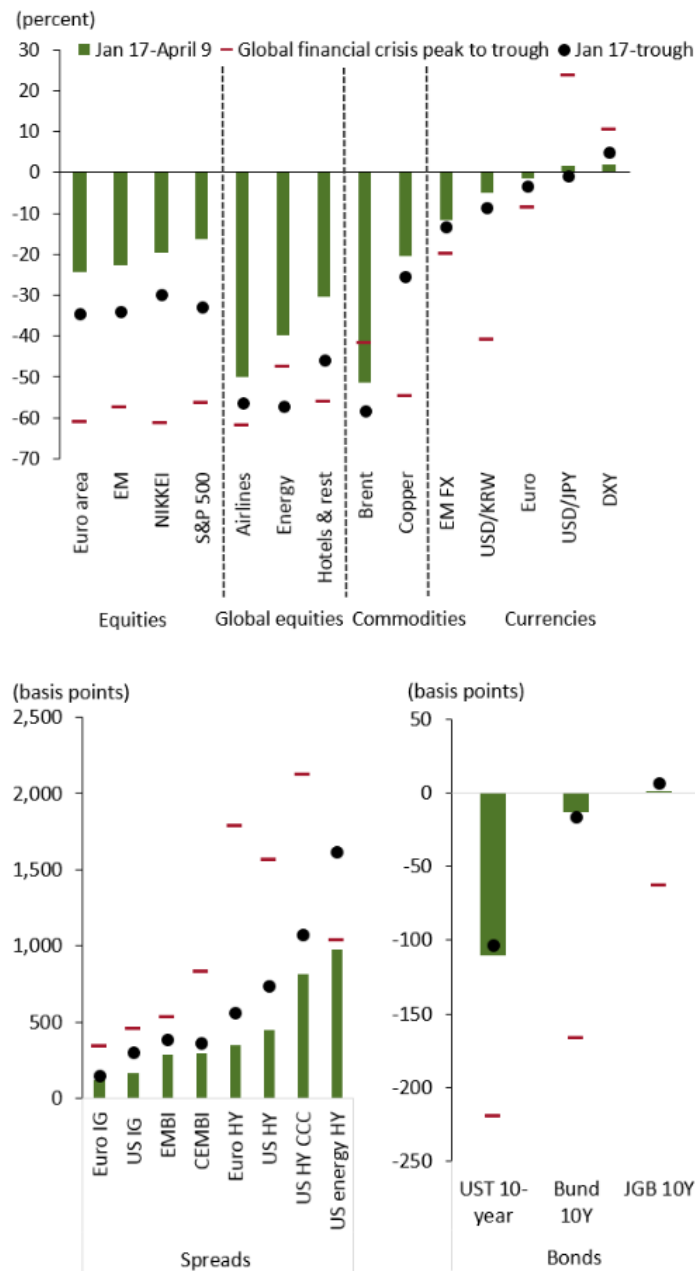 (percent)
30
Jan 17-April 9 Global financial crisis peak to trough Jan 17-trough
20
10
0
-10
-20
-30
-40
-50
-60
-70
Euro area
EM
NIKKEI
S&P 500
Airlines
Energy
Hotels & rest
Brent
Copper
EM FX
USD/KRW
Euro
USD/JPY
DXY
Equities Global equities Commodities Currencies
(basis points)
2,500
2,000
1,500
1,000
500
0
Euro IG
US IG
EMBI
CEMBI
Euro HY
US HY
US HY CCC
US energy HY
Spreads
(basis points)
50
0
-50
-100
-150
-200
-250
UST 10-
year
Bund
10Y
JGB 10Y
Bonds